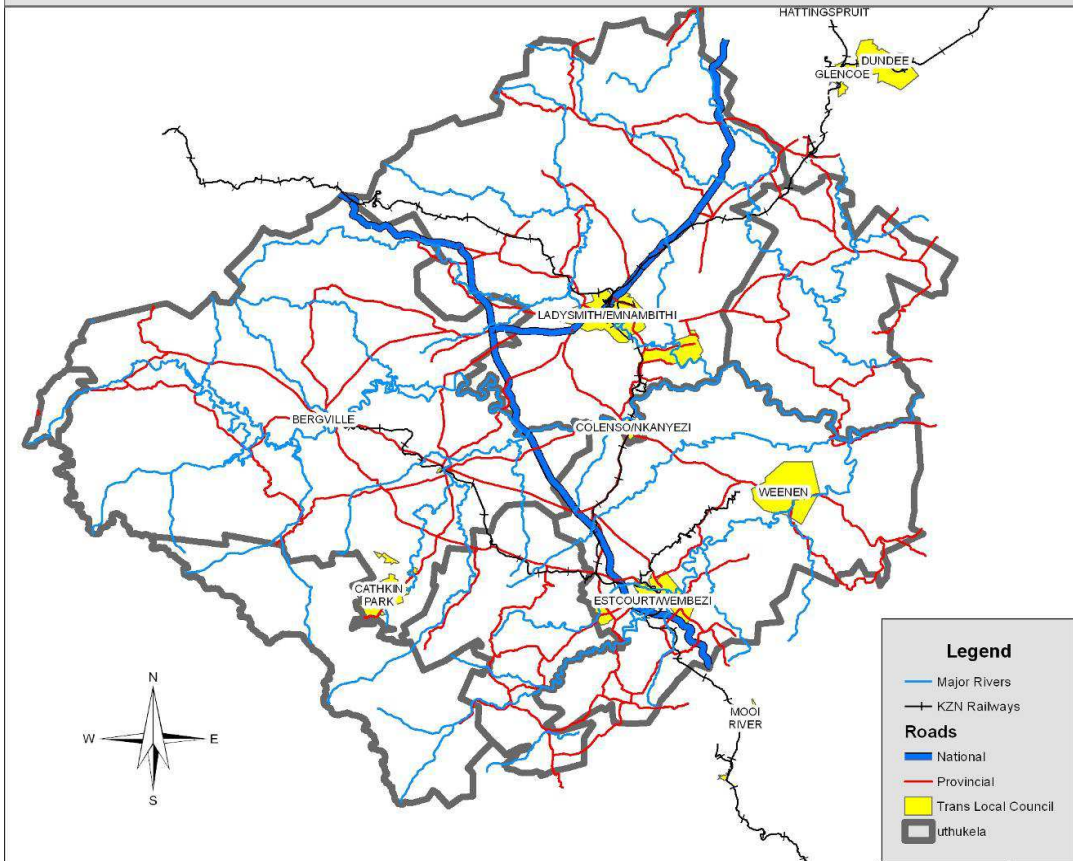 HATTINGSPRUIT
DUNDEE
GLENCOE
LADYSMITH/EMNAMBITHI
BERGVILLE
COLENSO/NKANYEZI
WEENEN
CATHKIN
PARK
ESTCOURT/WEMBEZI
MOOI
RIVER
N
W
E
S
Legend
Major Rivers
KZN Railways
Roads
National
Provincial
Trans Local Council
uthukela